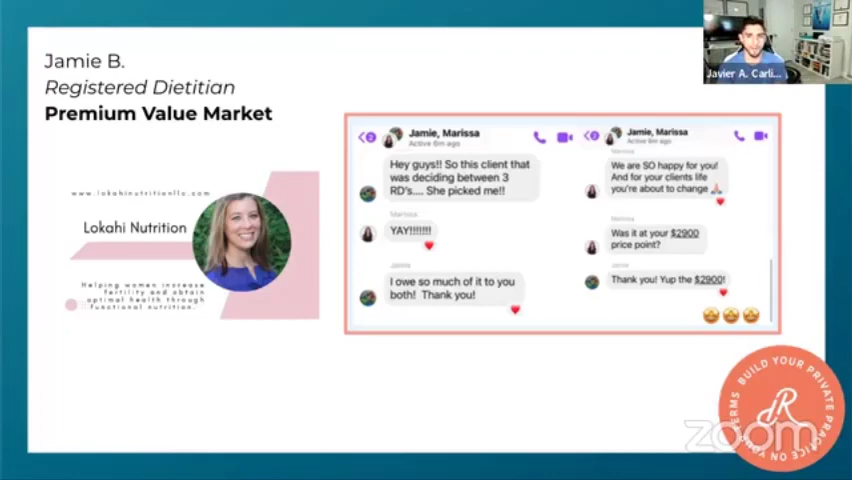 Jamie B.
Registered Dietitian
Premium Value Market
www.lokahinutritionllc.com
Lokahi Nutrition
Helping women increase
fertility and obtain
optimal health through
functional nutrition.
2
Jamie, Marissa
Active 6m ago
Hey guys!! So this client that
was deciding between 3
RD's.... She picked me!!
Marissa
YAY!!!!!!!
Jamie
I owe so much of it to you
both! Thank you!
2
Jamie, Marissa
Active 6m ago
Marissa
We are SO happy for you!
And for your clients life
you're about to change 🙏🏻
Marissa
Was it at your $2900
price point?
Jamie
Thank you! Yup the $2900!
🤩🤩🤩
Javier A. Carli...
BUILD YOUR PRIVATE PRACTICE ON YOUR TERMS
JR
zoom